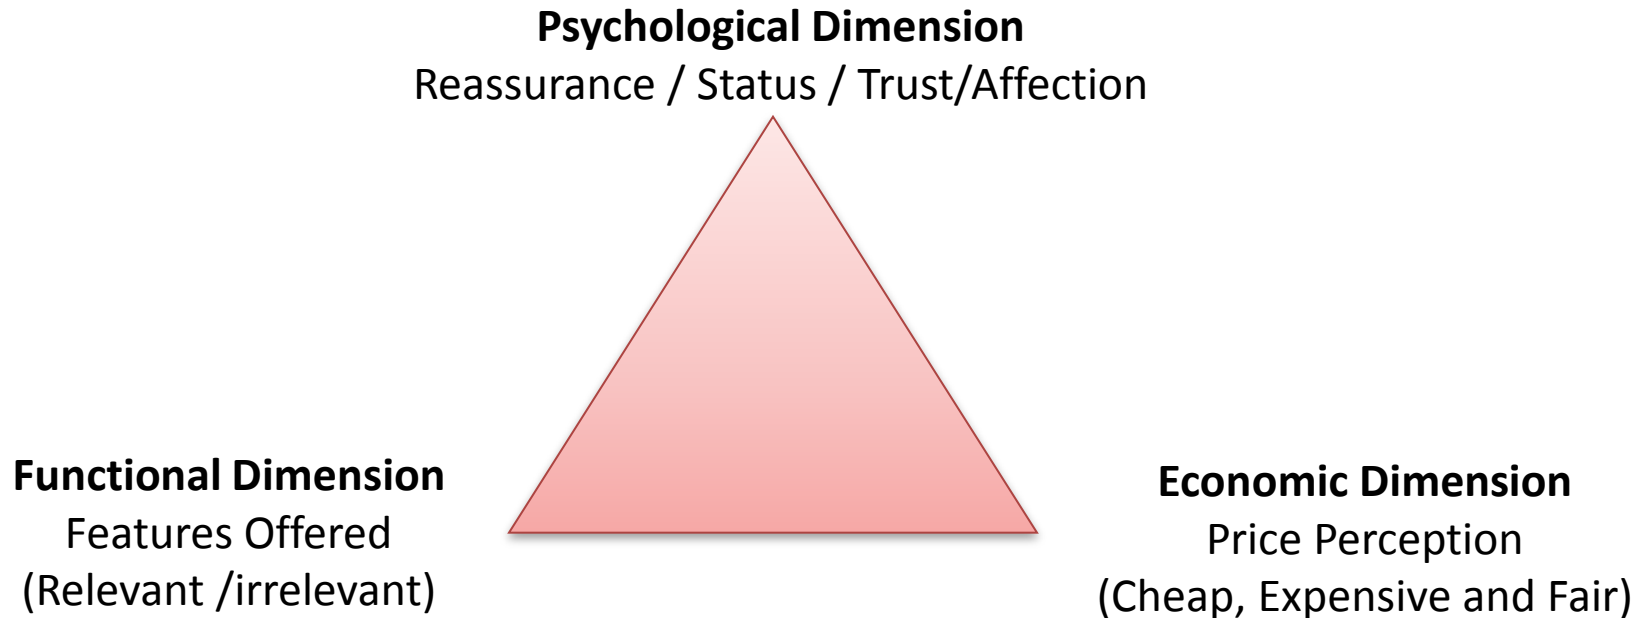 Psychological Dimension
Reassurance / Status / Trust/Affection
Functional Dimension
Features Offered
(Relevant /irrelevant)
Economic Dimension
Price Perception
(Cheap, Expensive and Fair)